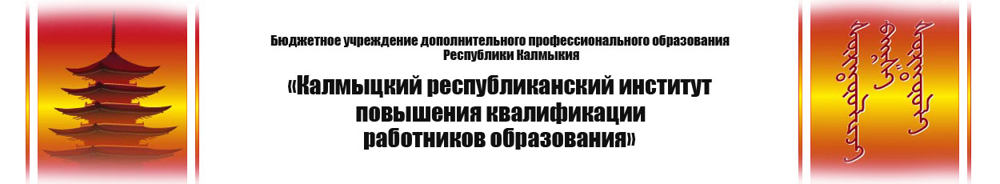 Бюджетное учреждение дополнительного профессионального образования
Республики Калмыкия
«Калмыцкий республиканский институт
повышения квалификации
работников образования»